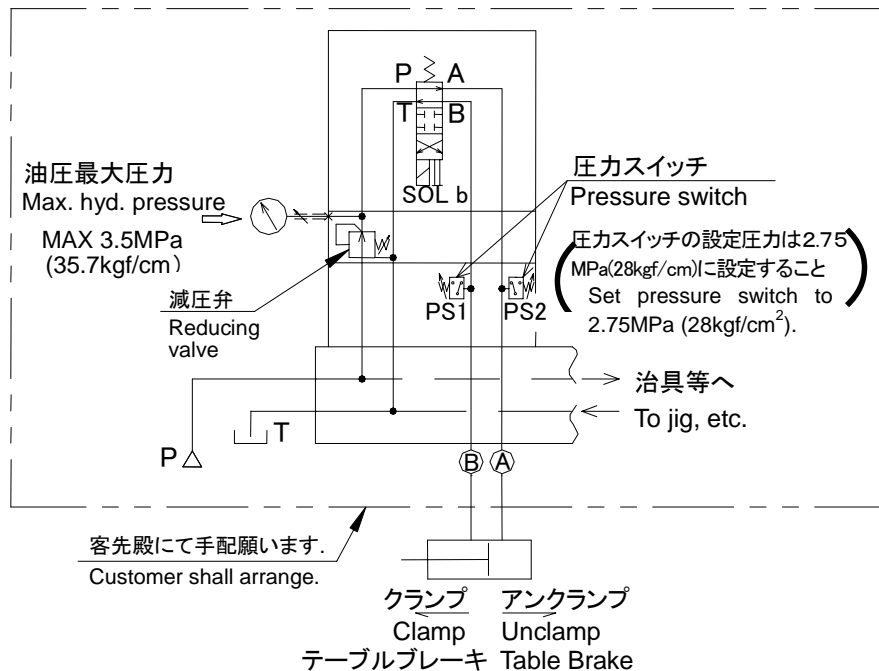 P
A
T
B
SOL b
油圧最大圧力
Max. hyd. pressure
MAX 3.5MPa
(35.7kgf/cm)
減圧弁
Reducing
valve
圧力スイッチ
Pressure switch
圧力スイッチの設定圧力は2.75
MPa(28kgf/cm)に設定すること
Set pressure switch to
2.75MPa (28kgf/cm²).
PS1
PS2
治具等へ
To jig, etc.
T
P
B
A
客先殿にて手配願います.
Customer shall arrange.
クランプ
アンクランプ
Clamp
Unclamp
テーブルブレーキ Table Brake